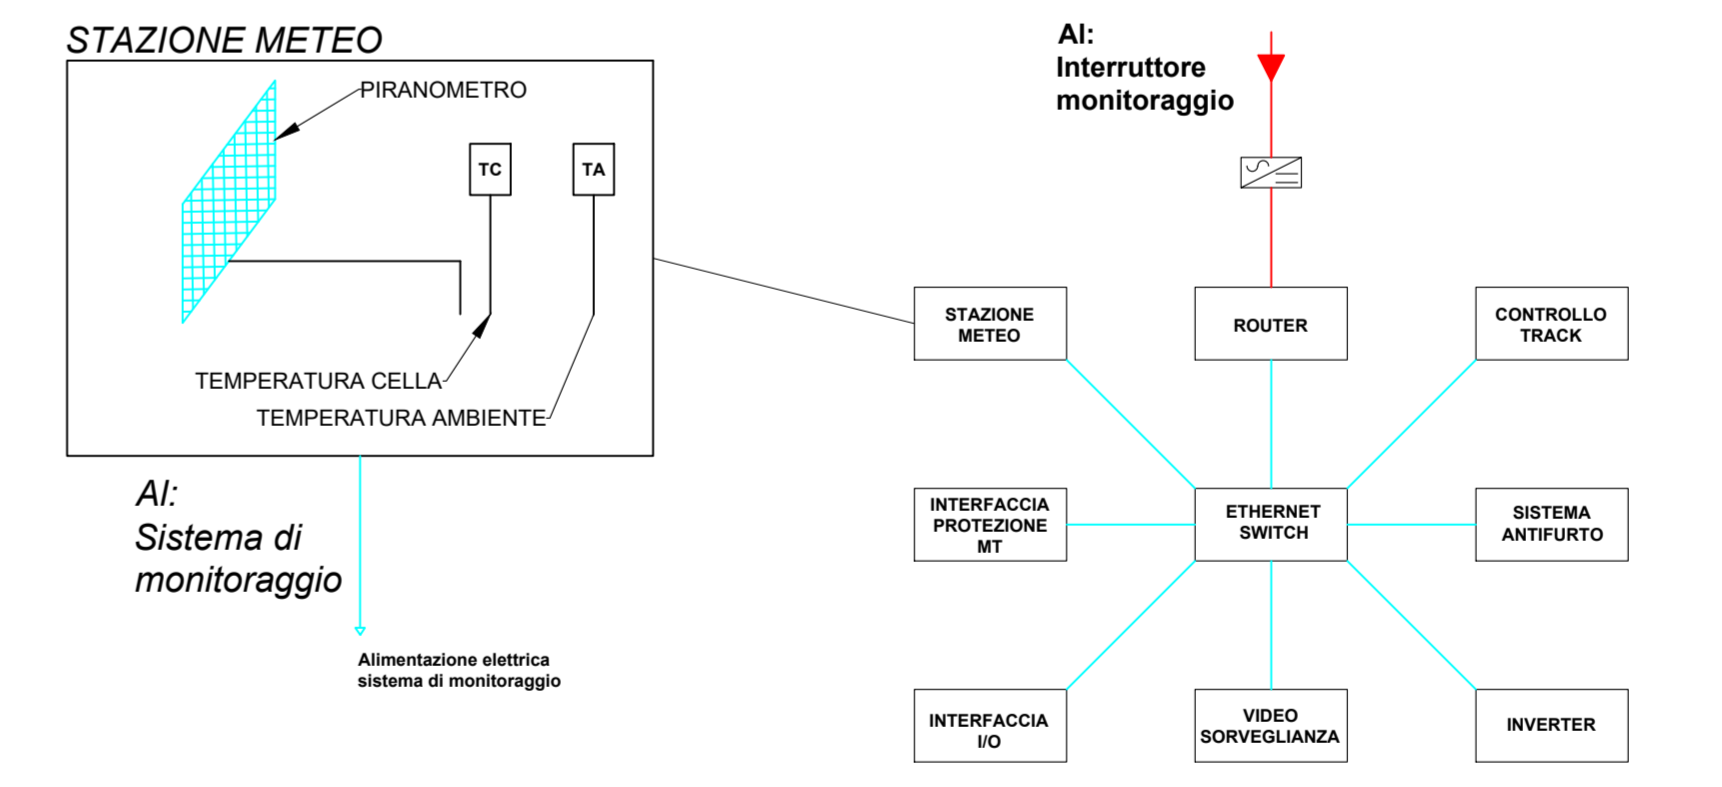 STAZIONE METEO
PIRANOMETRO
TC
TA
TEMPERATURA CELLA
TEMPERATURA AMBIENTE
Al:
Sistema di
monitoraggio
Alimentazione elettrica
sistema di monitoraggio
Al:
Interruttore
monitoraggio
STAZIONE
METEO
ROUTER
CONTROLLO
TRACK
INTERFACCIA
PROTEZIONE
MT
ETHERNET
SWITCH
SISTEMA
ANTIFURTO
INTERFACCIA
I/O
VIDEO
SORVEGLIANZA
INVERTER